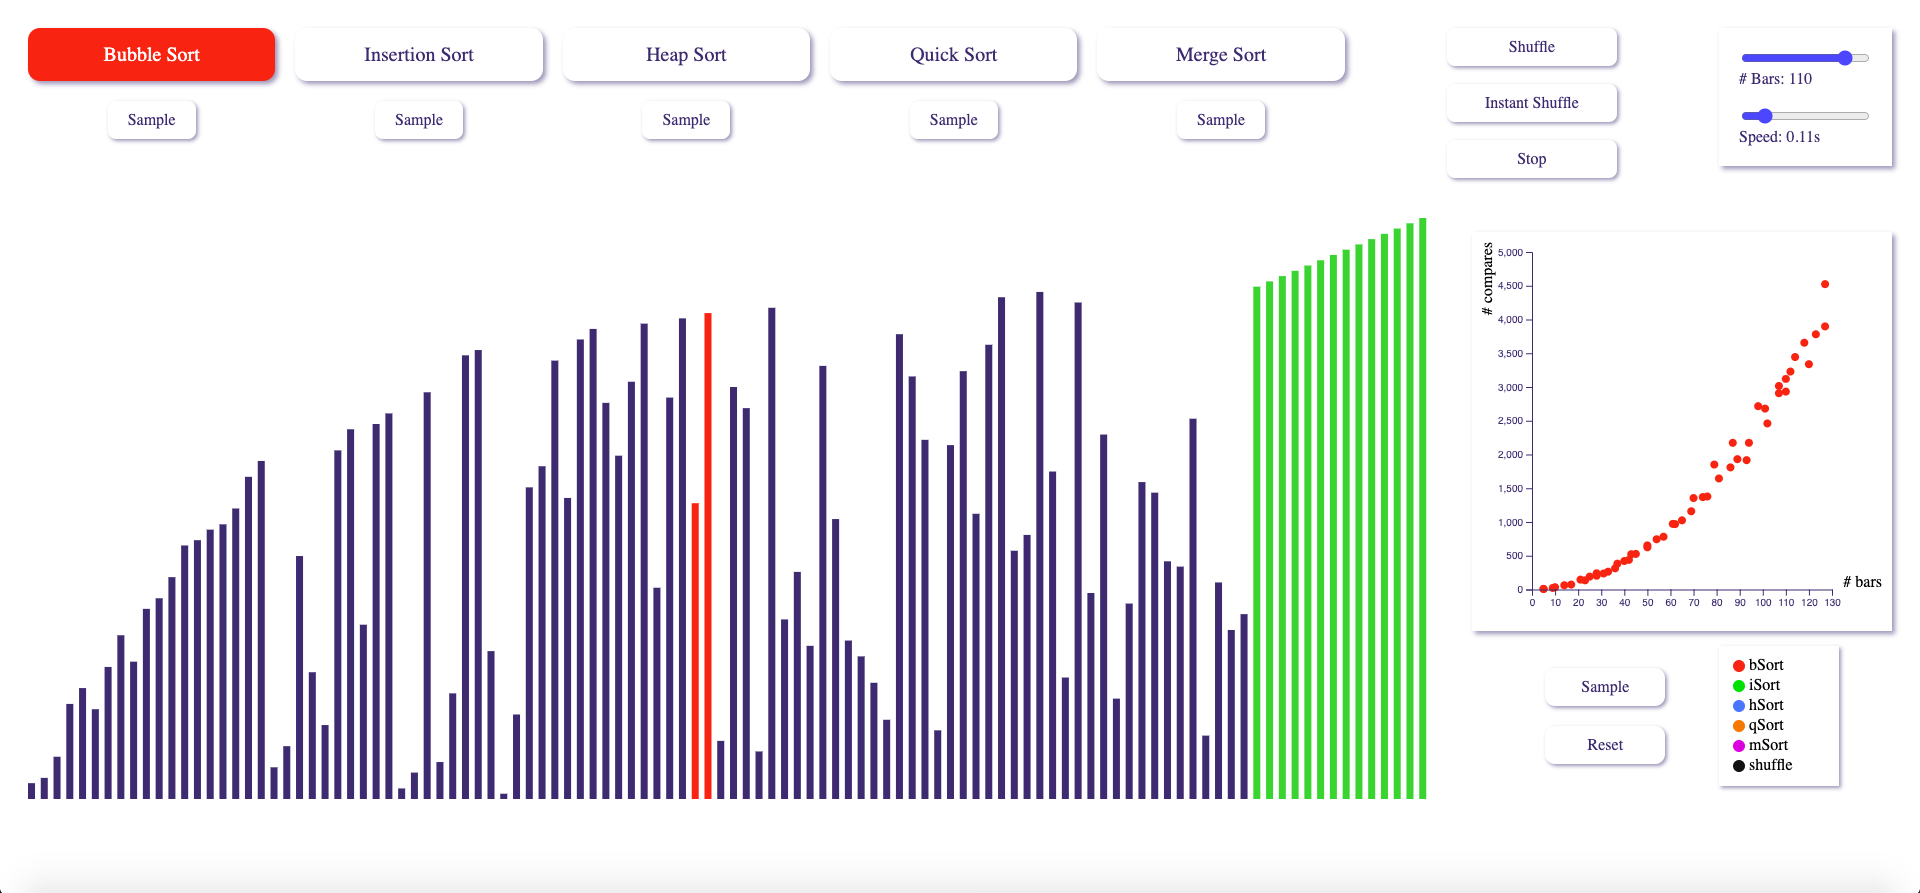 Bubble Sort
Insertion Sort
Heap Sort
Quick Sort
Merge Sort
Sample
Sample
Sample
Sample
Sample
Shuffle
Instant Shuffle
Stop
# Bars: 110
Speed: 0.11s
# compares
5,000
4,500
4,000
3,500
3,000
2,500
2,000
1,500
1,000
500
0
0 10 20 30 40 50 60 70 80 90 100 110 120 130
# bars
Sample
Reset
bSort
iSort
hSort
qSort
mSort
shuffle